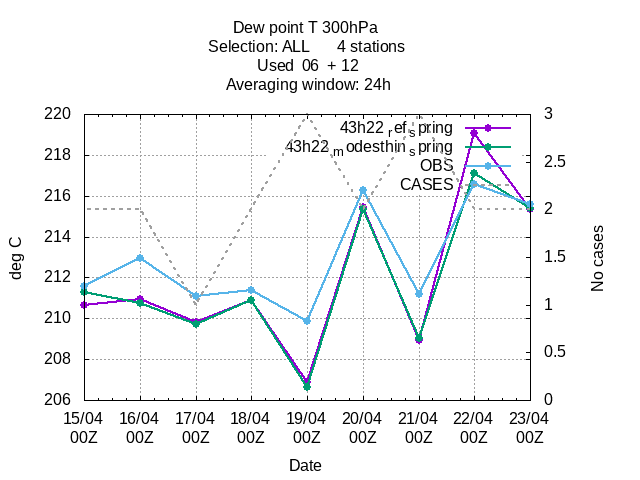 Dew point T 300hPa
Selection: ALL      4 stations
Used  06  + 12
Averaging window: 24h
220
218
216
214
212
210
208
206
deg C
3
2.5
2
1.5
1
0.5
0
No cases
43h22_ref_spring
43h22_modesthin_spring
OBS
CASES
15/04 16/04 17/04 18/04 19/04 20/04 21/04 22/04 23/04
00Z 00Z 00Z 00Z 00Z 00Z 00Z 00Z 00Z
Date